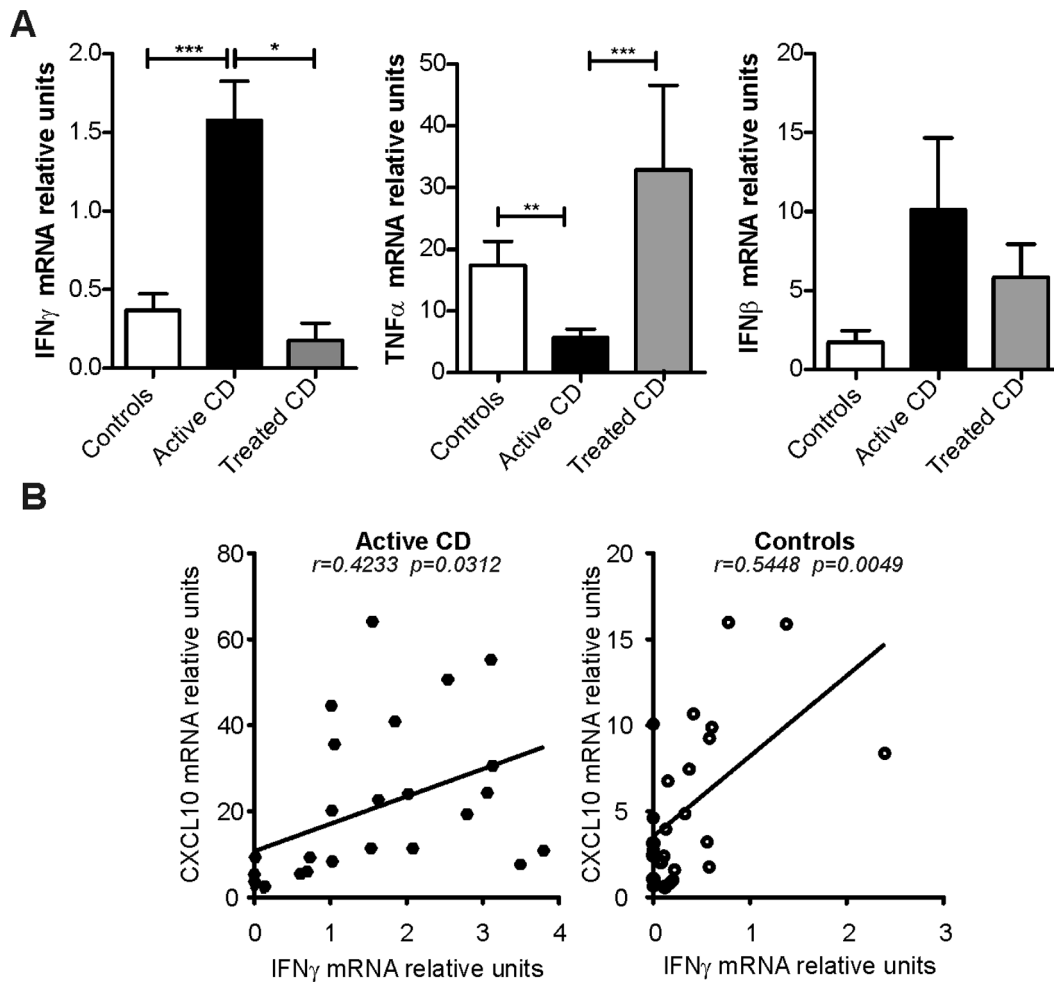 A
IFNγ mRNA relative units
2.0
1.5
1.0
0.5
0.0
***
*
Controls
Active CD
Treated CD
TNFα mRNA relative units
50
40
30
20
10
0
**
***
Controls
Active CD
Treated CD
IFNβ mRNA relative units
20
15
10
5
0
Controls
Active CD
Treated CD
B
Active CD
r=0.4233 p=0.0312
CXCL10 mRNA relative units
80
60
40
20
0
0 1 2 3 4
IFNγ mRNA relative units
Controls
r=0.5448 p=0.0049
CXCL10 mRNA relative units
20
15
10
5
0
0 1 2 3
IFNγ mRNA relative units